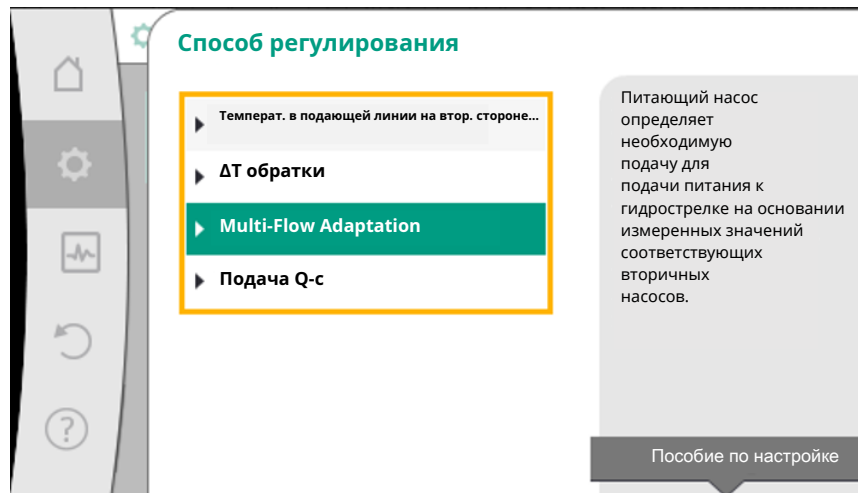 Способ регулирования
Температ. в подающей линии на втор. стороне...
ΔT обратки
Multi-Flow Adaptation
Подача Q-c
Питающий насос
определяет
необходимую
подачу для
подачи питания к
гидрострелке на основании
измеренных значений
соответствующих
вторичных
насосов.
?
Пособие по настройке